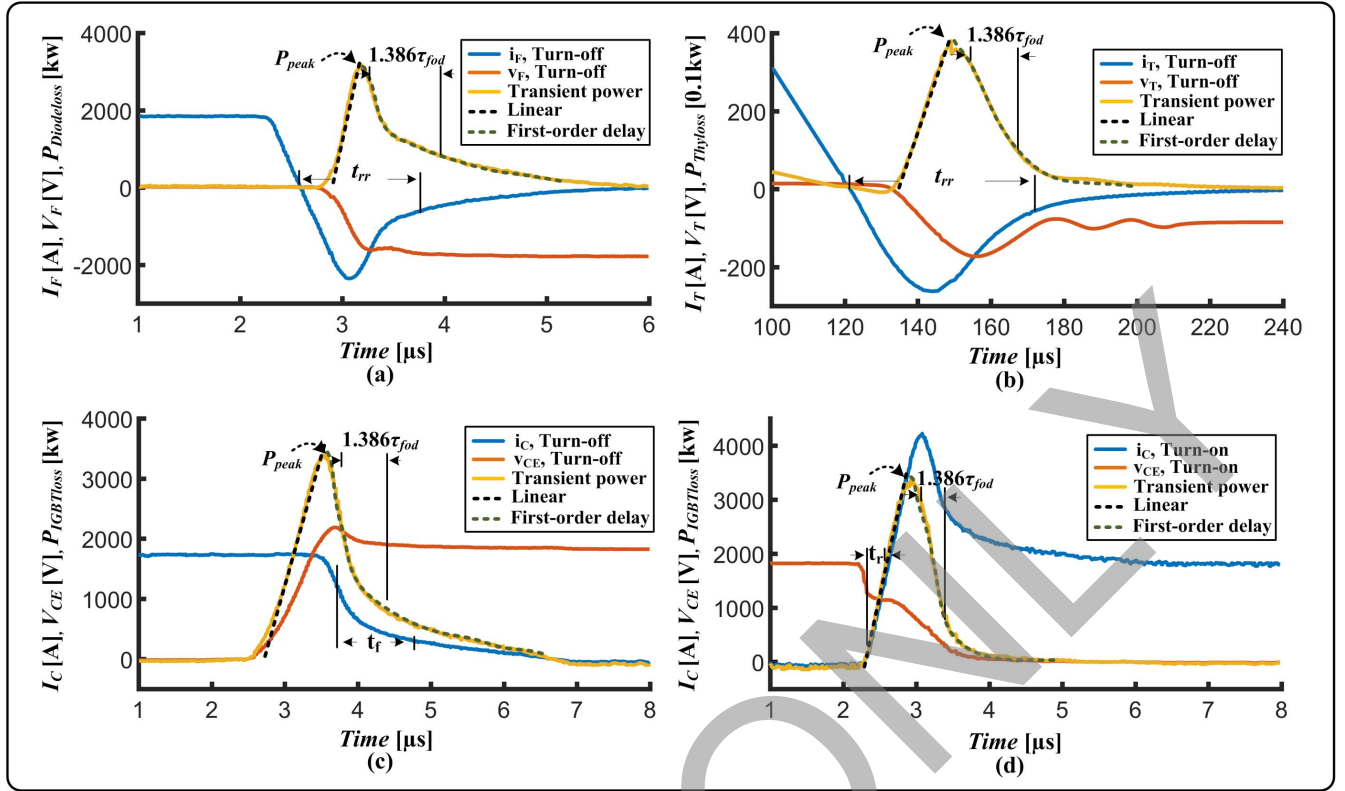 I_F [A], V_F [V], P_Diodeloss [kw]
4000
2000
0
-2000
P_peak
1.386τ_fod
i_F, Turn-off
v_F, Turn-off
Transient power
Linear
First-order delay
t_rr
1 2 3 4 5 6
Time [μs]
(a)
I_T [A], V_T [V], P_Thyloss [0.1kw]
400
200
0
-200
P_peak
1.386τ_fod
i_T, Turn-off
v_T, Turn-off
Transient power
Linear
First-order delay
t_rr
100 120 140 160 180 200 220 240
Time [μs]
(b)
I_C [A], V_CE [V], P_IGBTloss [kw]
4000
3000
2000
1000
0
P_peak
1.386τ_fod
i_C, Turn-off
v_CE, Turn-off
Transient power
Linear
First-order delay
t_f
1 2 3 4 5 6 7 8
Time [μs]
(c)
I_C [A], V_CE [V], P_IGBTloss [kw]
4000
3000
2000
1000
0
P_peak
1.386τ_fod
i_C, Turn-on
v_CE, Turn-on
Transient power
Linear
First-order delay
t_r
1 2 3 4 5 6 7 8
Time [μs]
(d)
ONLY